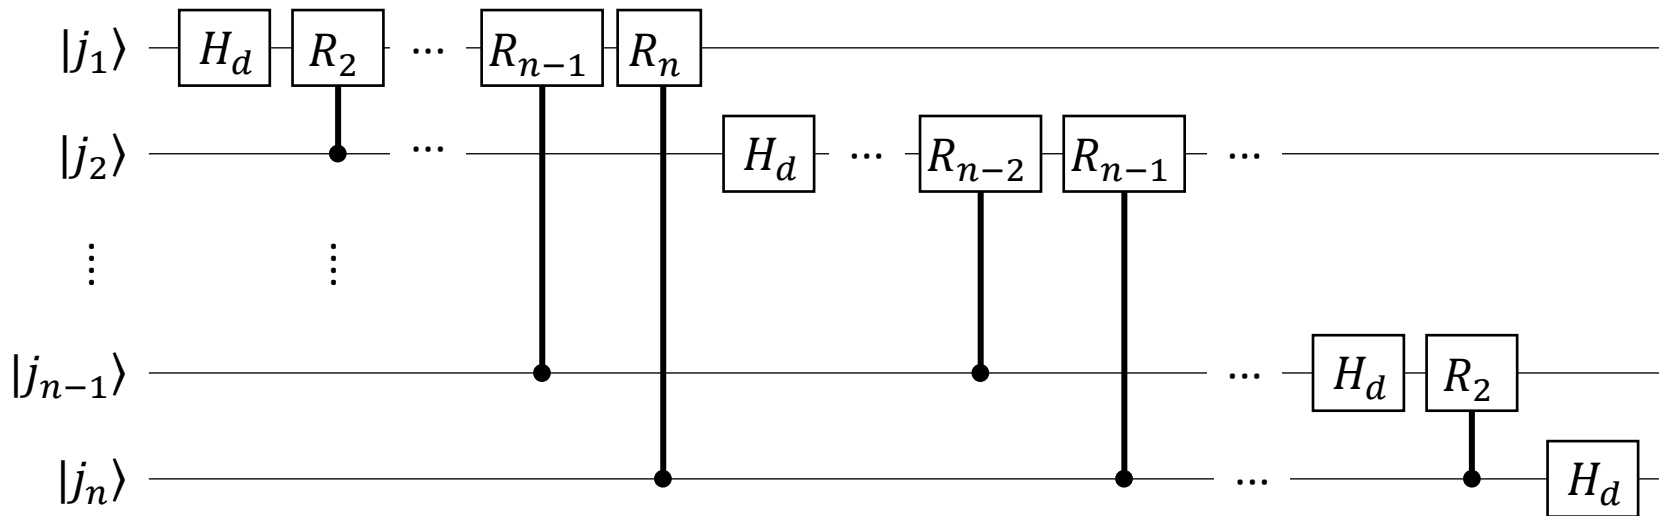 |j₁⟩ H_d R₂ ... R_{n−1} R_n
|j₂⟩ ... H_d ... R_{n−2} R_{n−1} ...
|j_{n−1}⟩ ... H_d R₂
|j_n⟩ ... H_d